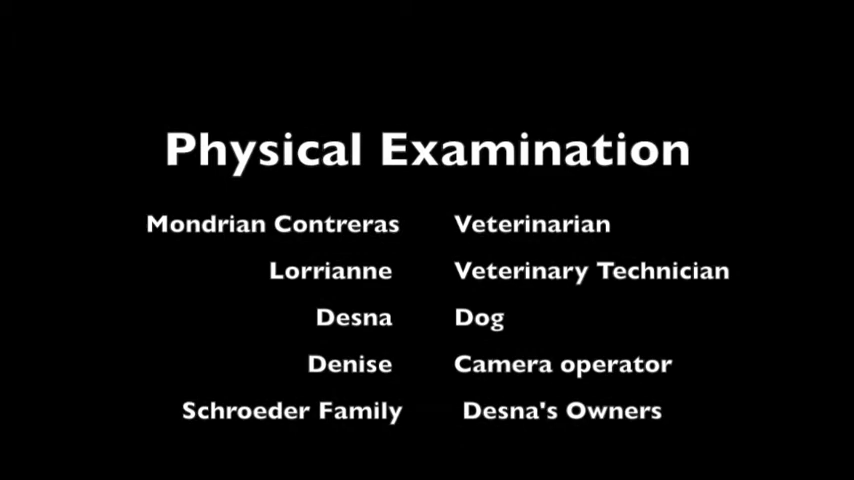 Physical Examination
Mondrian Contreras Veterinarian
Lorrianne Veterinary Technician
Desna Dog
Denise Camera operator
Schroeder Family Desna's Owners